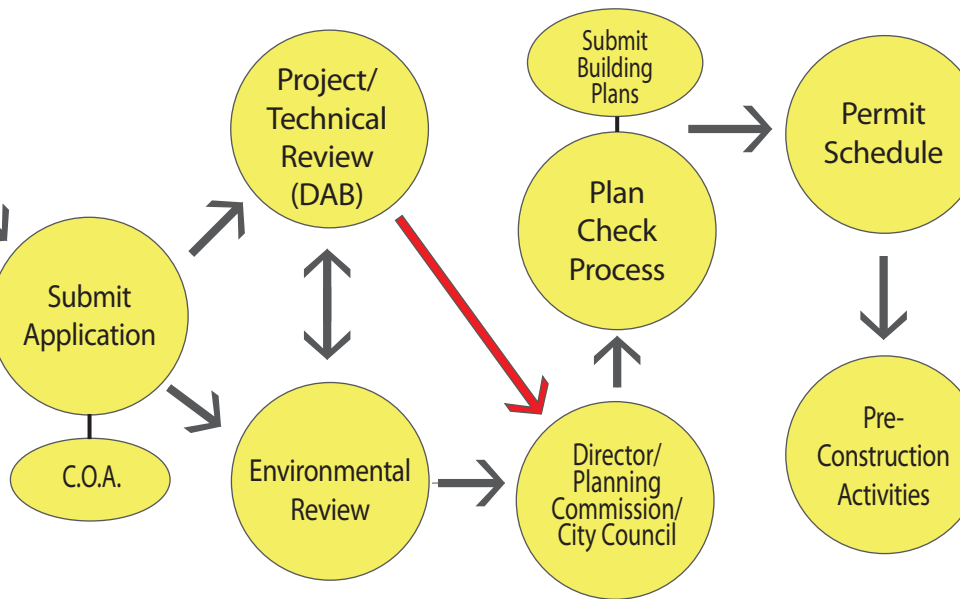 Submit
Application
C.O.A.
Project/
Technical
Review
(DAB)
Environmental
Review
Director/
Planning
Commission/
City Council
Submit
Building
Plans
Plan
Check
Process
Permit
Schedule
Pre-
Construction
Activities